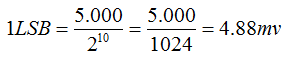 1LSB = 5.000/2^10 = 5.000/1024 = 4.88mv